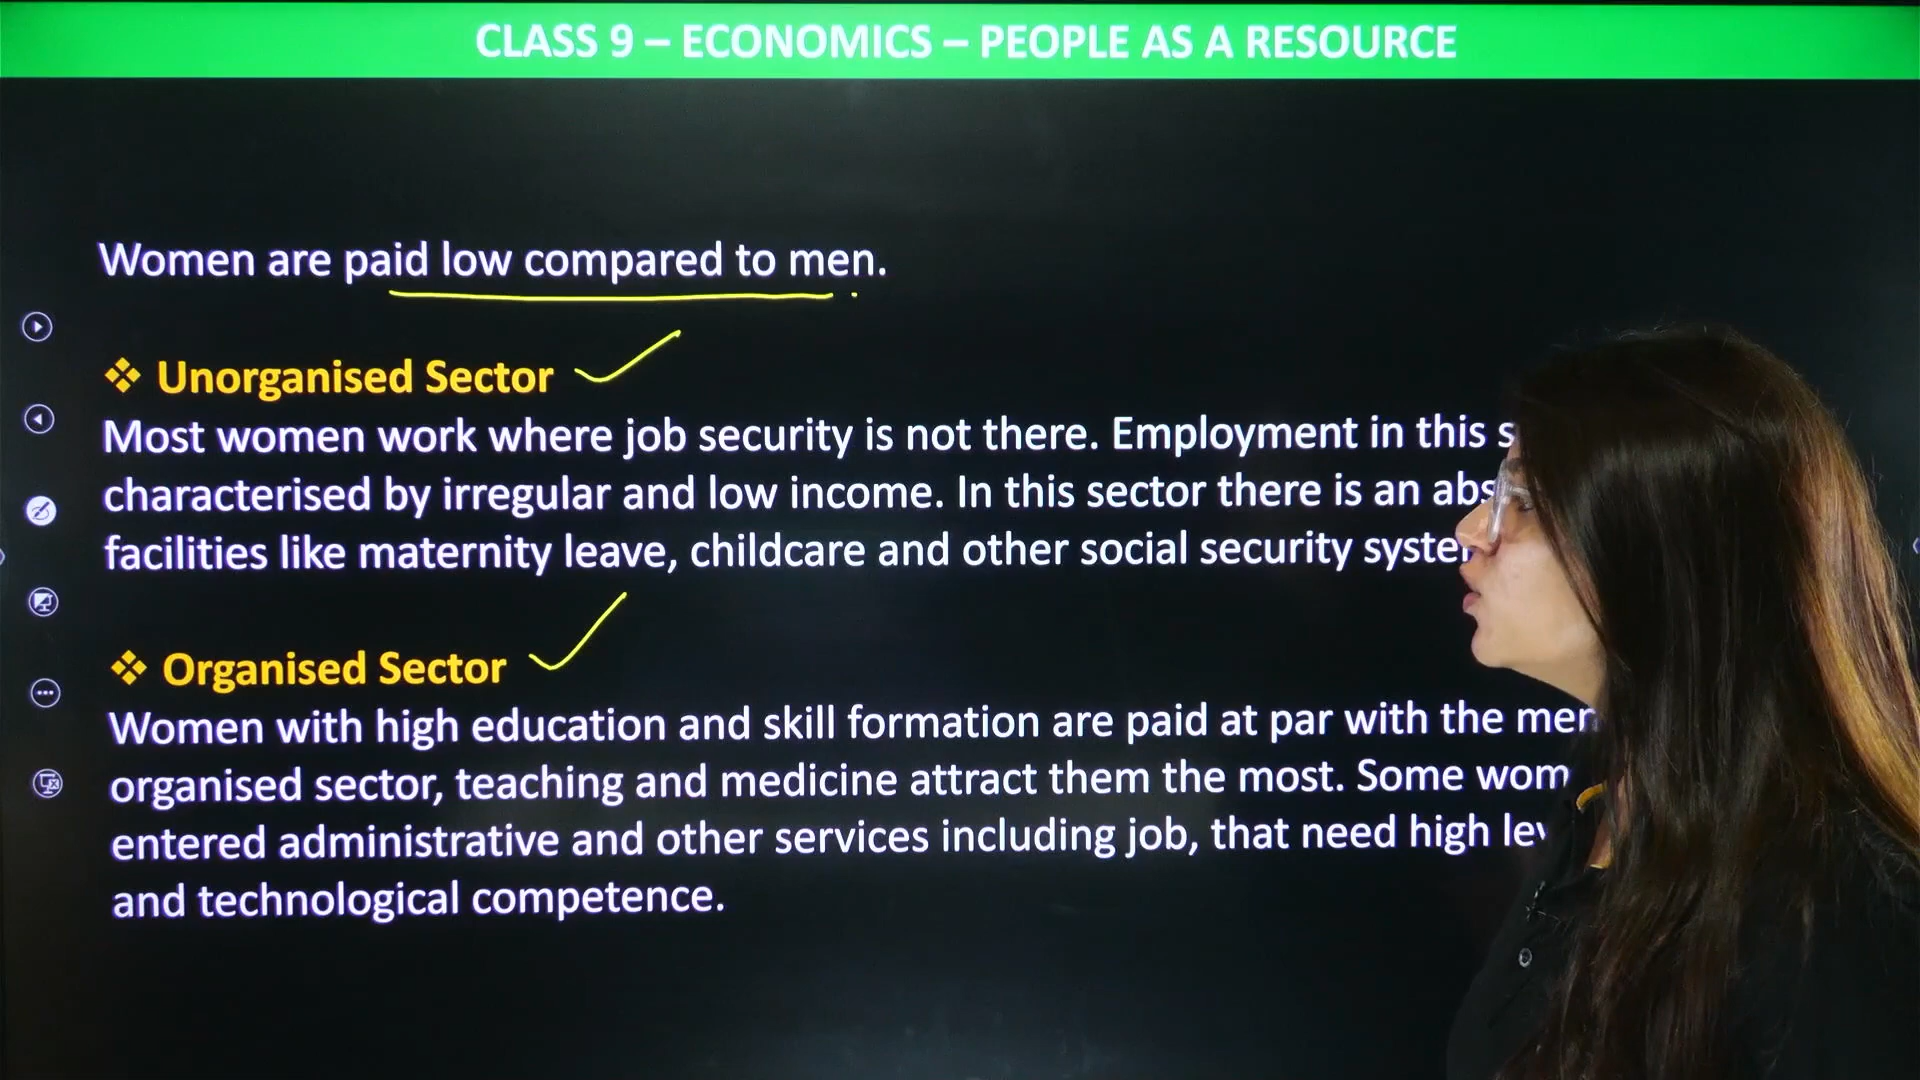 CLASS 9 – ECONOMICS – PEOPLE AS A RESOURCE
Women are paid low compared to men.
❖ Unorganised Sector
Most women work where job security is not there. Employment in this
characterised by irregular and low income. In this sector there is an
facilities like maternity leave, childcare and other social security
❖ Organised Sector
Women with high education and skill formation are paid at par with the
organised sector, teaching and medicine attract them the most. Some
entered administrative and other services including job, that need high
and technological competence.